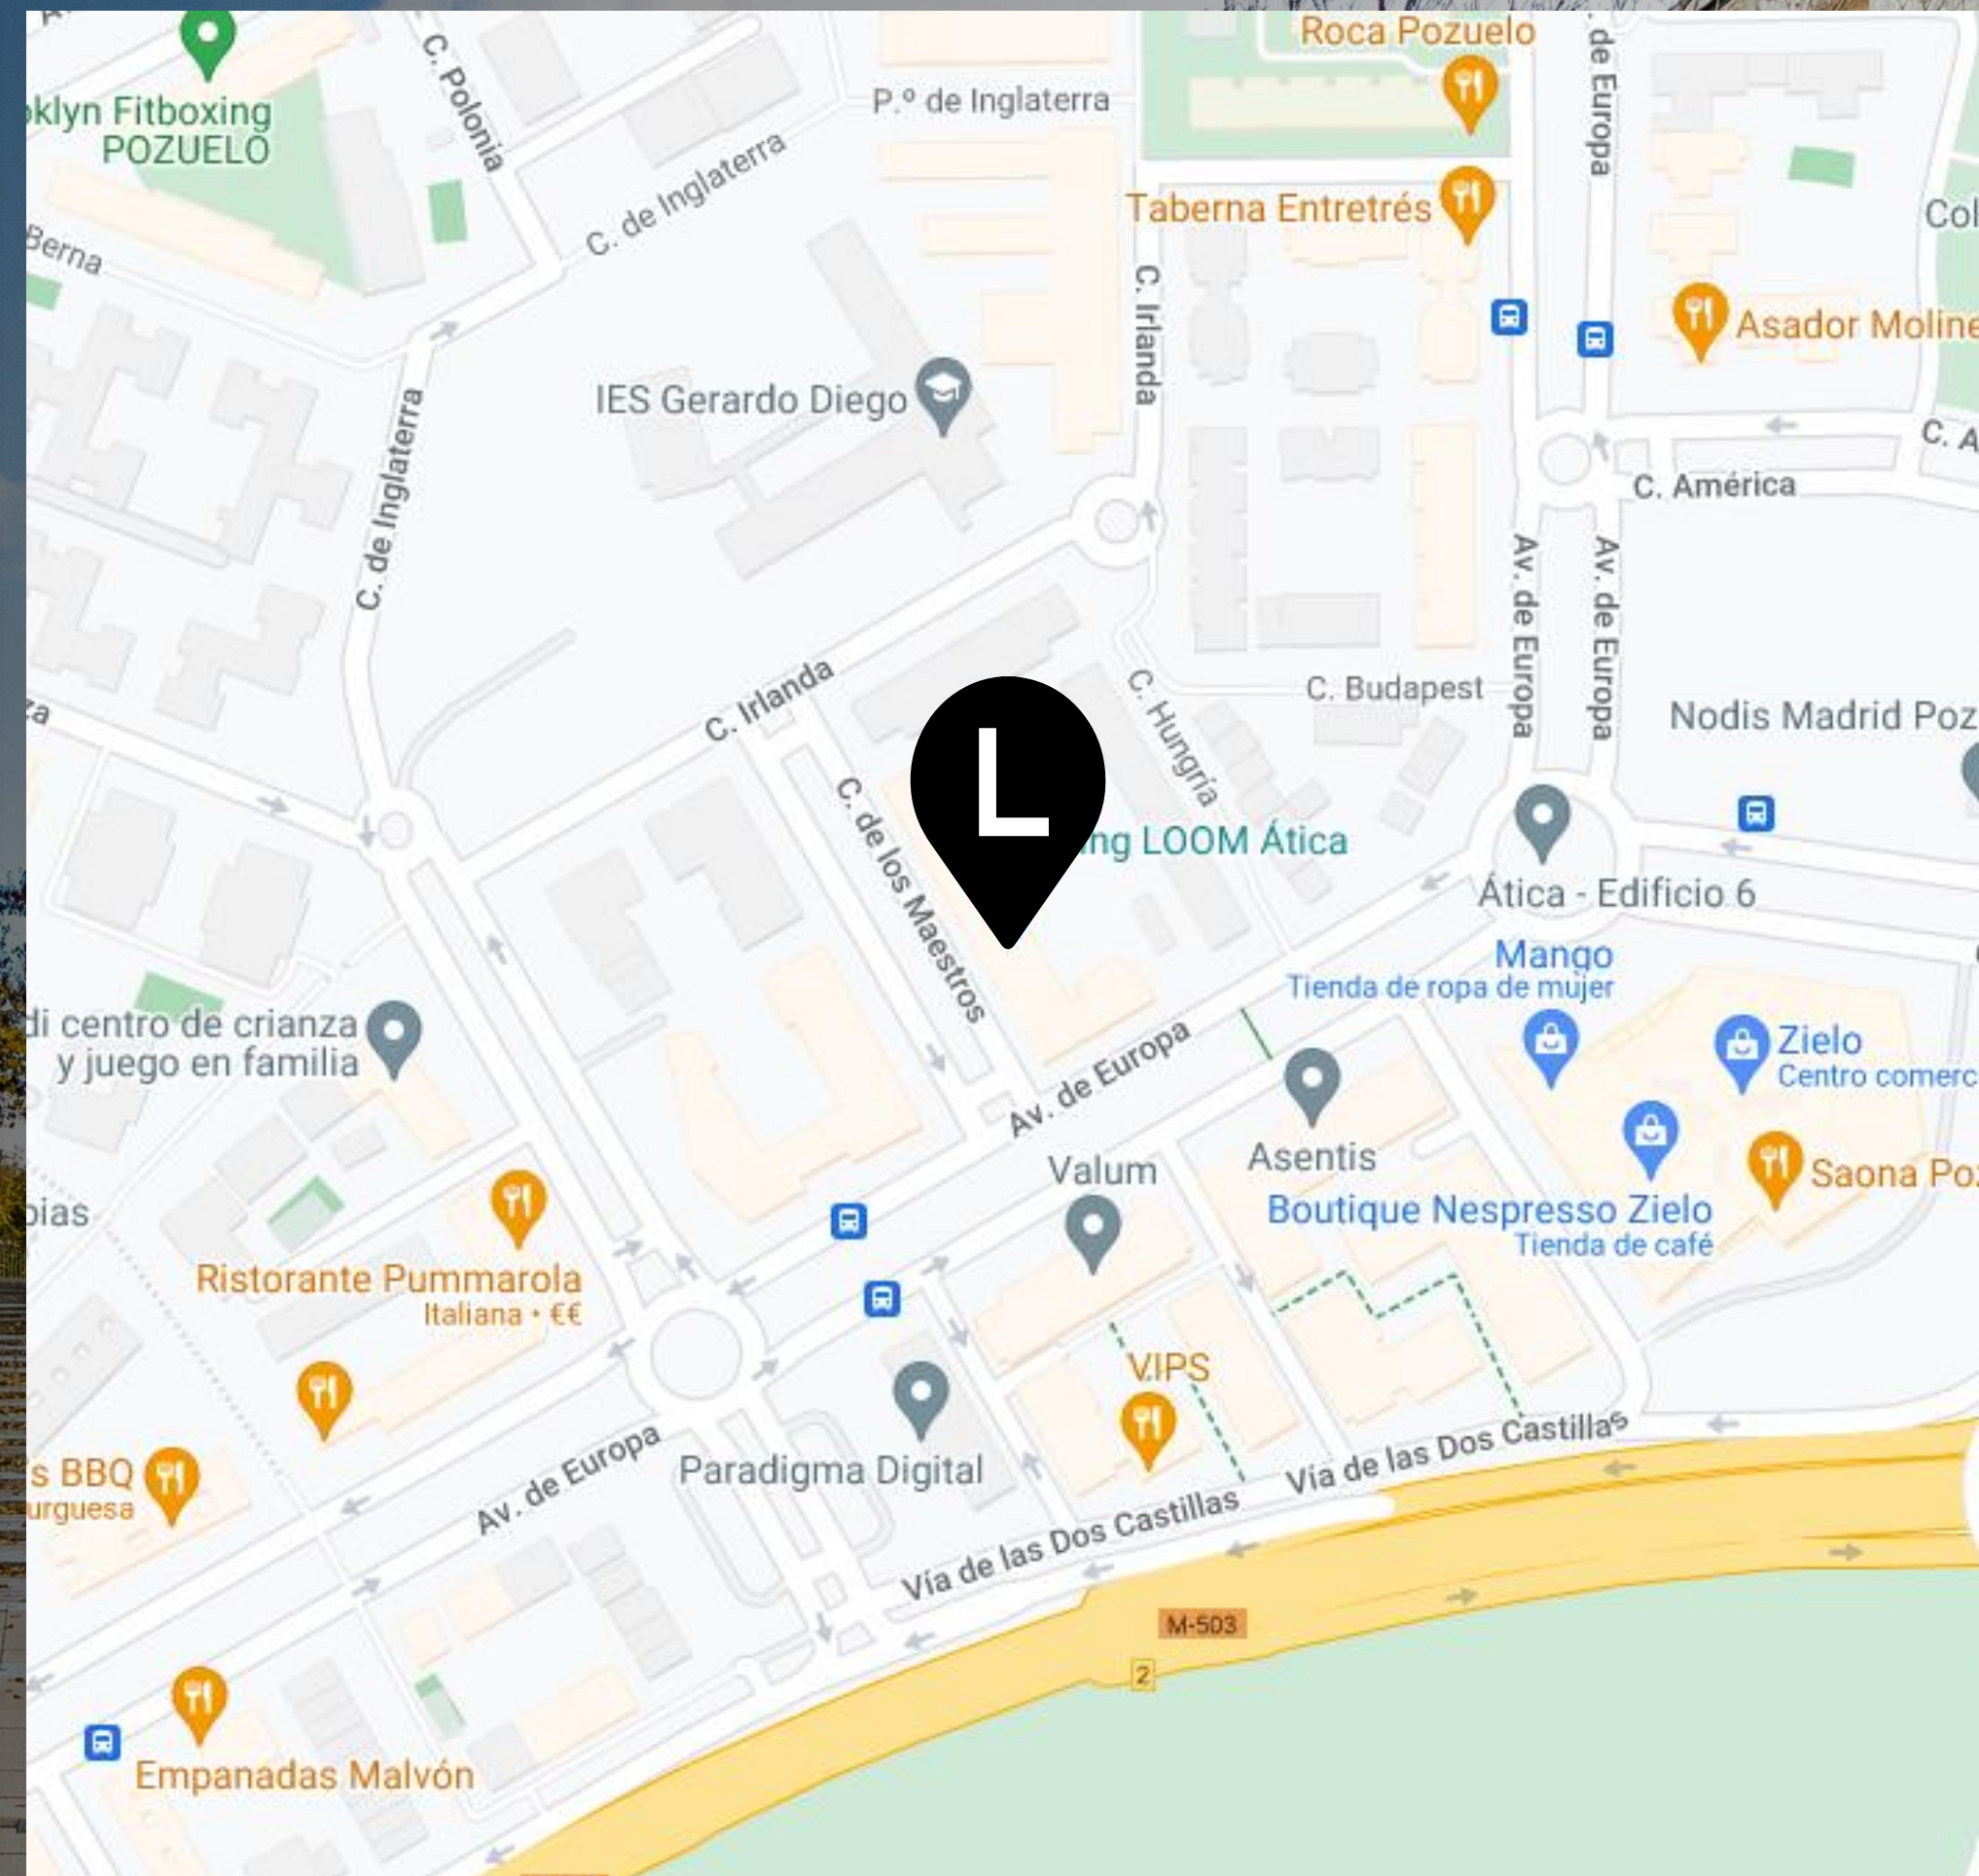 Roca Pozuelo
C. Polonia
de Europa
klyn Fitboxing
POZUELO
P.º de Inglaterra
C. de Inglaterra
Taberna Entretrés
Col
Berna
C. Irlanda
Asador Moline
IES Gerardo Diego
C. A
C. América
C. de Inglaterra
Av. de Europa
Av. de Europa
C. Irlanda
C. Budapest
C. Hungría
za
Nodis Madrid Poz
L
C. de los Maestros
ng LOOM Ática
Ática - Edificio 6
Mango
Tienda de ropa de mujer
di centro de crianza
y juego en familia
Zielo
Centro comerc
Av. de Europa
Asentis
Valum
Saona Poz
Boutique Nespresso Zielo
Tienda de café
bias
Ristorante Pummarola
Italiana • €€
VIPS
Av. de Europa
Paradigma Digital
Vía de las Dos Castillas
's BBQ
urguesa
Vía de las Dos Castillas
M-503
2
Empanadas Malvón